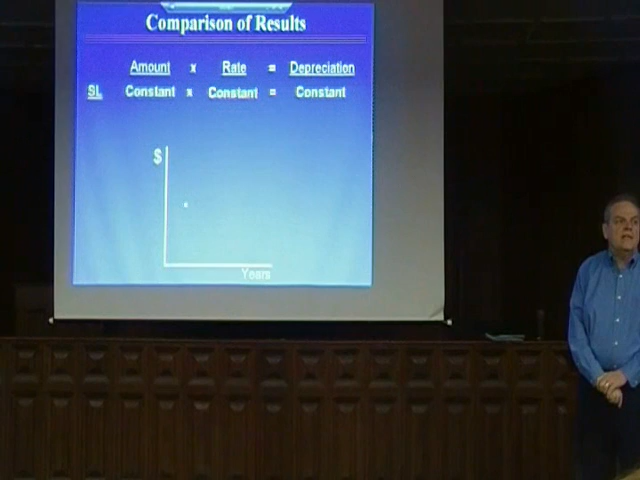 Comparison of Results
Amount x Rate = Depreciation
SL Constant x Constant = Constant
$
Years